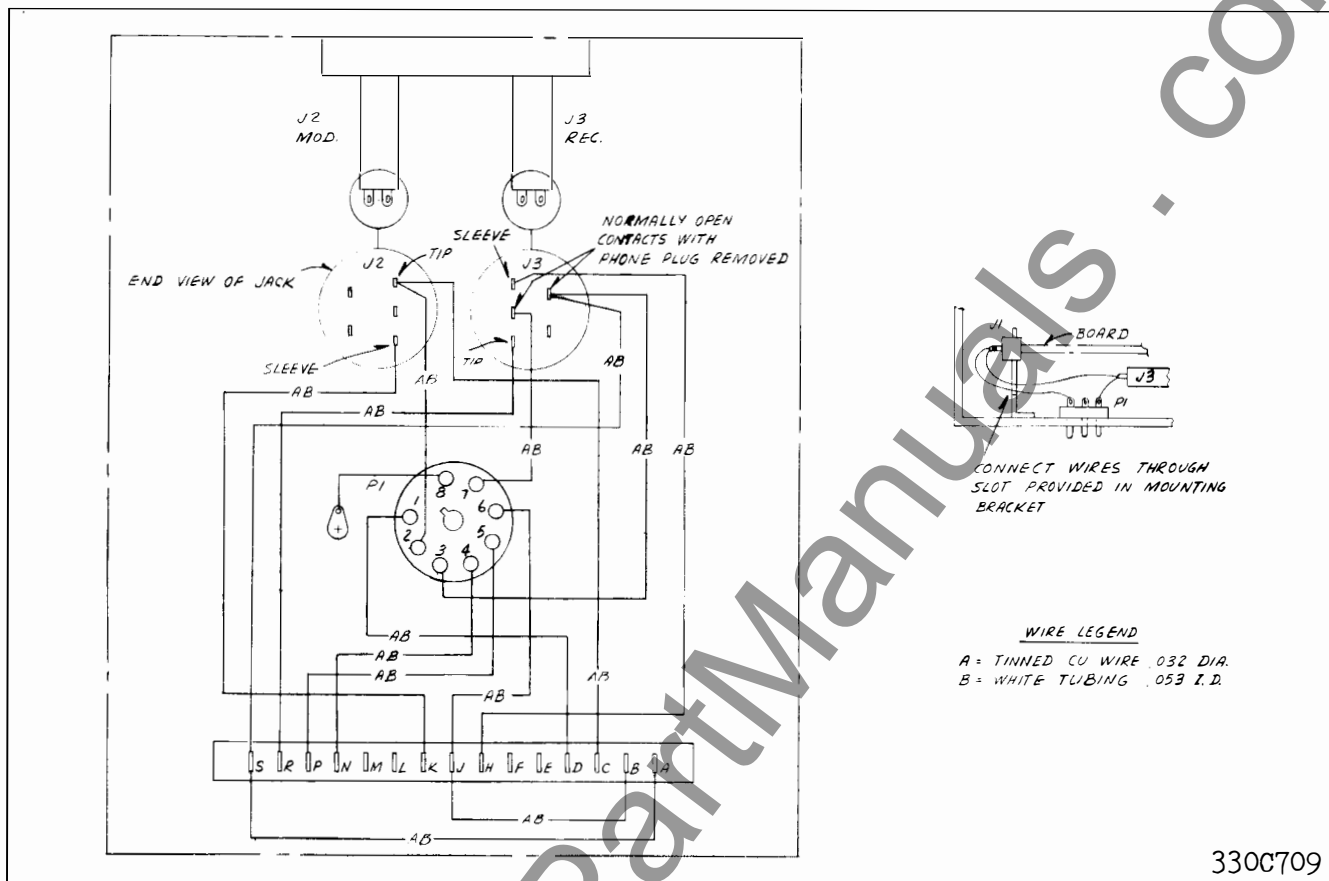 J2
MOD.
J3
REC.
SLEEVE
NORMALLY OPEN
CONTACTS WITH
PHONE PLUG REMOVED
J2
TIP
J3
END VIEW OF JACK
SLEEVE
TIP
AB
AB
AB
AB
AB
AB
AB
AB
P1
1
2
3
4
5
6
7
8
AB
AB
AB
AB
AB
S R P N M L K J H F E D C B A
AB
AB
J1
BOARD
J3
P1
CONNECT WIRES THROUGH
SLOT PROVIDED IN MOUNTING
BRACKET
WIRE LEGEND
A = TINNED CU WIRE .032 DIA.
B = WHITE TUBING .053 I.D.
330C709
PartManuals . co